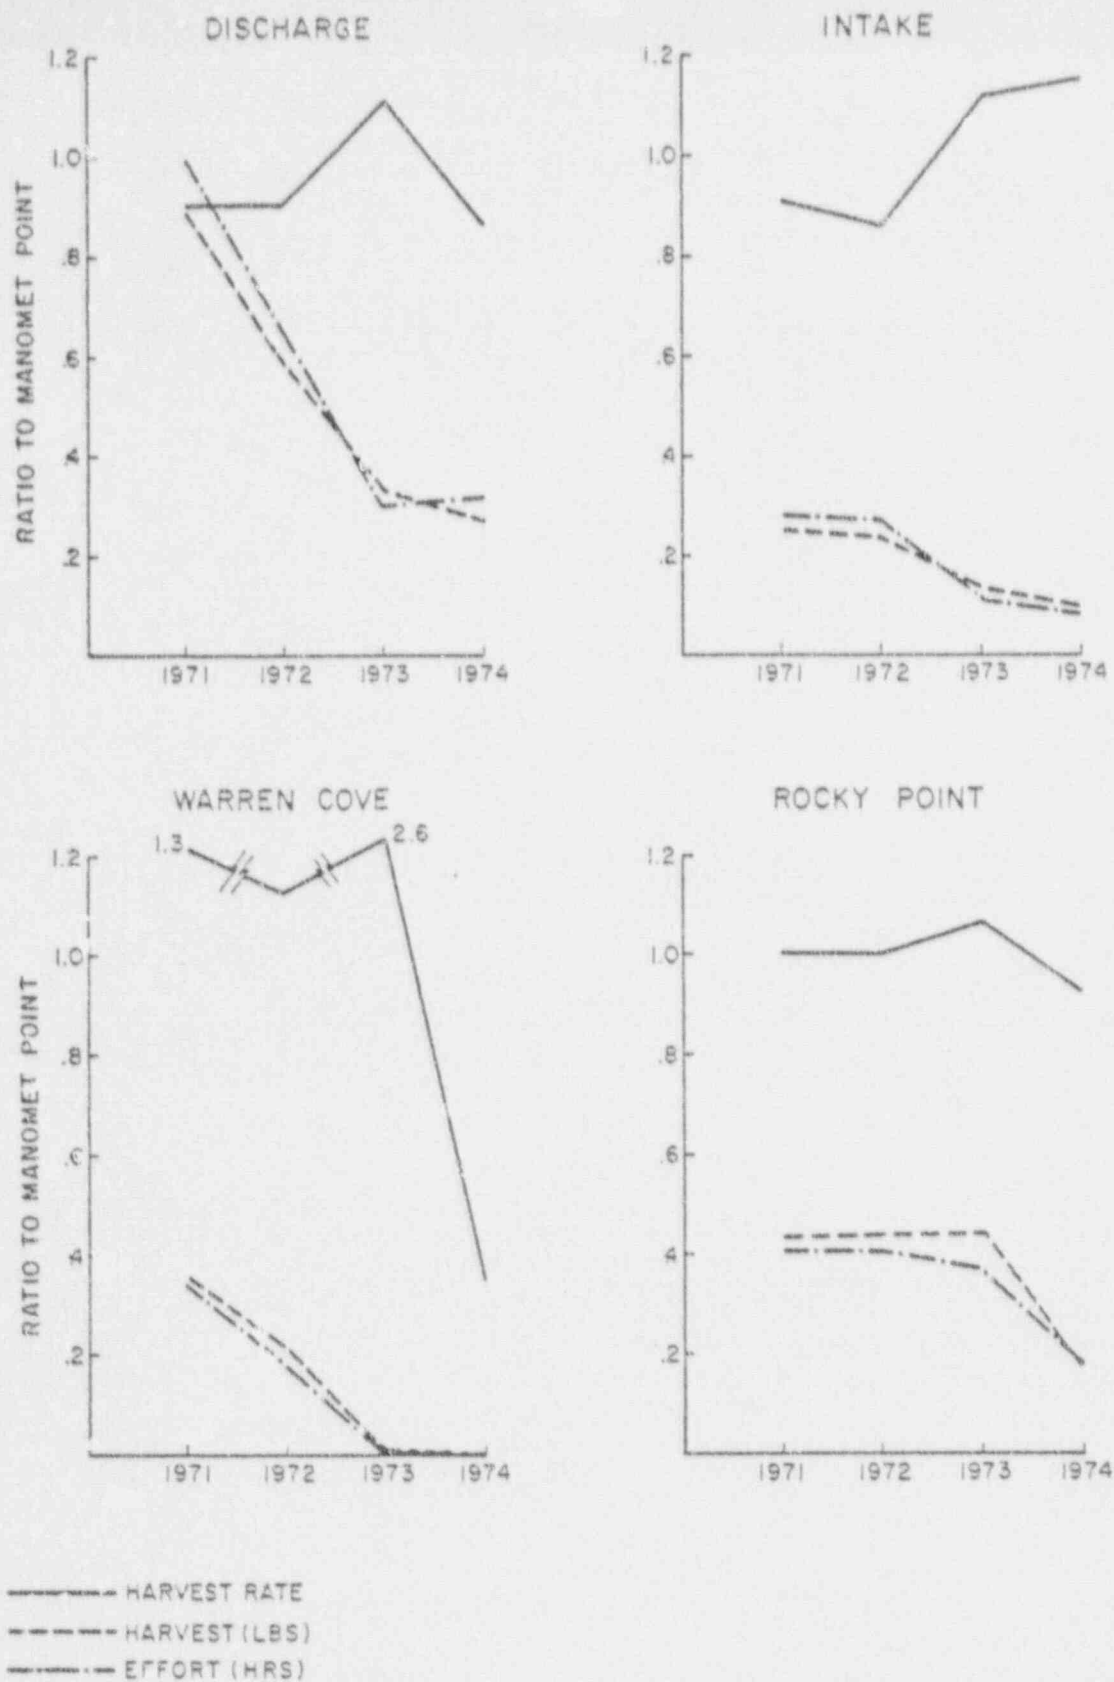 DISCHARGE
1.2
1.0
.8
.6
.4
.2
RATIO TO MANOMET POINT
1971 1972 1973 1974
INTAKE
1.2
1.0
.8
.6
.4
.2
1971 1972 1973 1974
WARREN COVE
1.3
2.6
1.2
1.0
.8
.6
.4
.2
RATIO TO MANOMET POINT
1971 1972 1973 1974
ROCKY POINT
1.2
1.0
.8
.6
.4
.2
1971 1972 1973 1974
HARVEST RATE
HARVEST (LBS)
EFFORT (HRS)